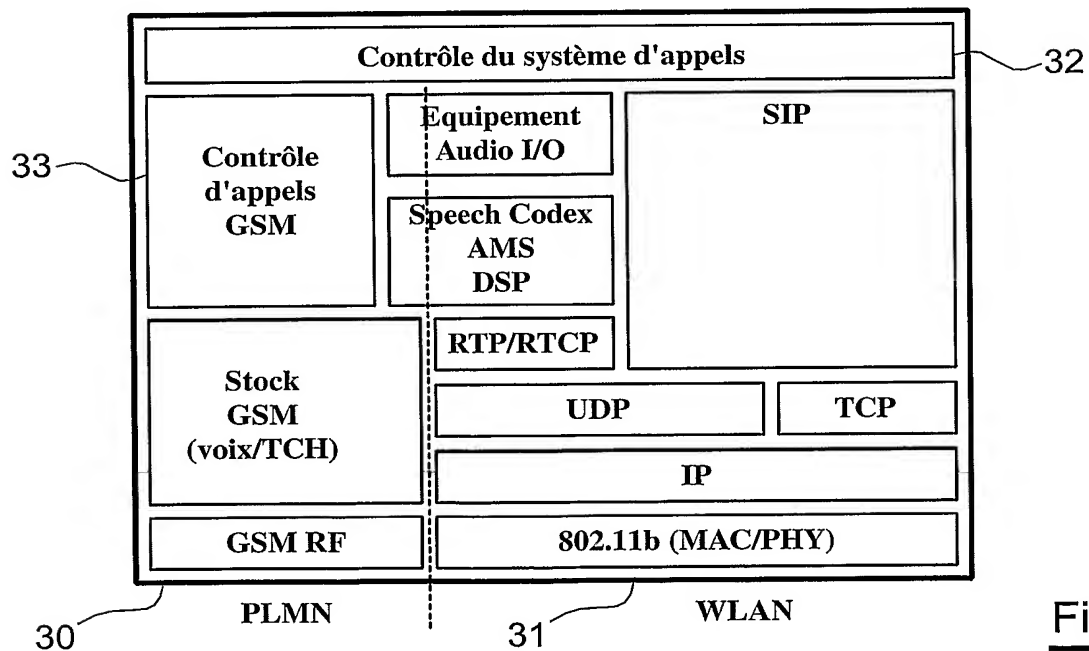 Contrôle du système d'appels
32
33
Contrôle
d'appels
GSM
Equipement
Audio I/O
SIP
Speech Codex
AMS
DSP
RTP/RTCP
Stock
GSM
(voix/TCH)
UDP
TCP
IP
GSM RF
802.11b (MAC/PHY)
30
PLMN
31
WLAN
Fi